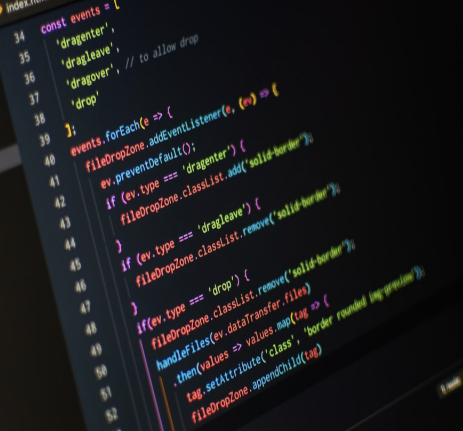 index.h
34 const events = [
35 'dragenter',
36 'dragleave',
37 'dragover', // to allow drop
38 'drop'
39 ];
40 events.forEach(e => {
41 fileDropZone.addEventListener(e, (ev) => {
42 ev.preventDefault();
43 if (ev.type === 'dragenter') {
44 fileDropZone.classList.add('solid-border');
45 }
46 if (ev.type === 'dragleave') {
47 fileDropZone.classList.remove('solid-border');
48 }
49 if(ev.type === 'drop') {
50 fileDropZone.classList.remove('solid-border');
51 handleFiles(ev.dataTransfer.files)
52 .then(values => values.map(tag => {
tag.setAttribute('class', 'border rounded img-preview');
fileDropZone.appendChild(tag)